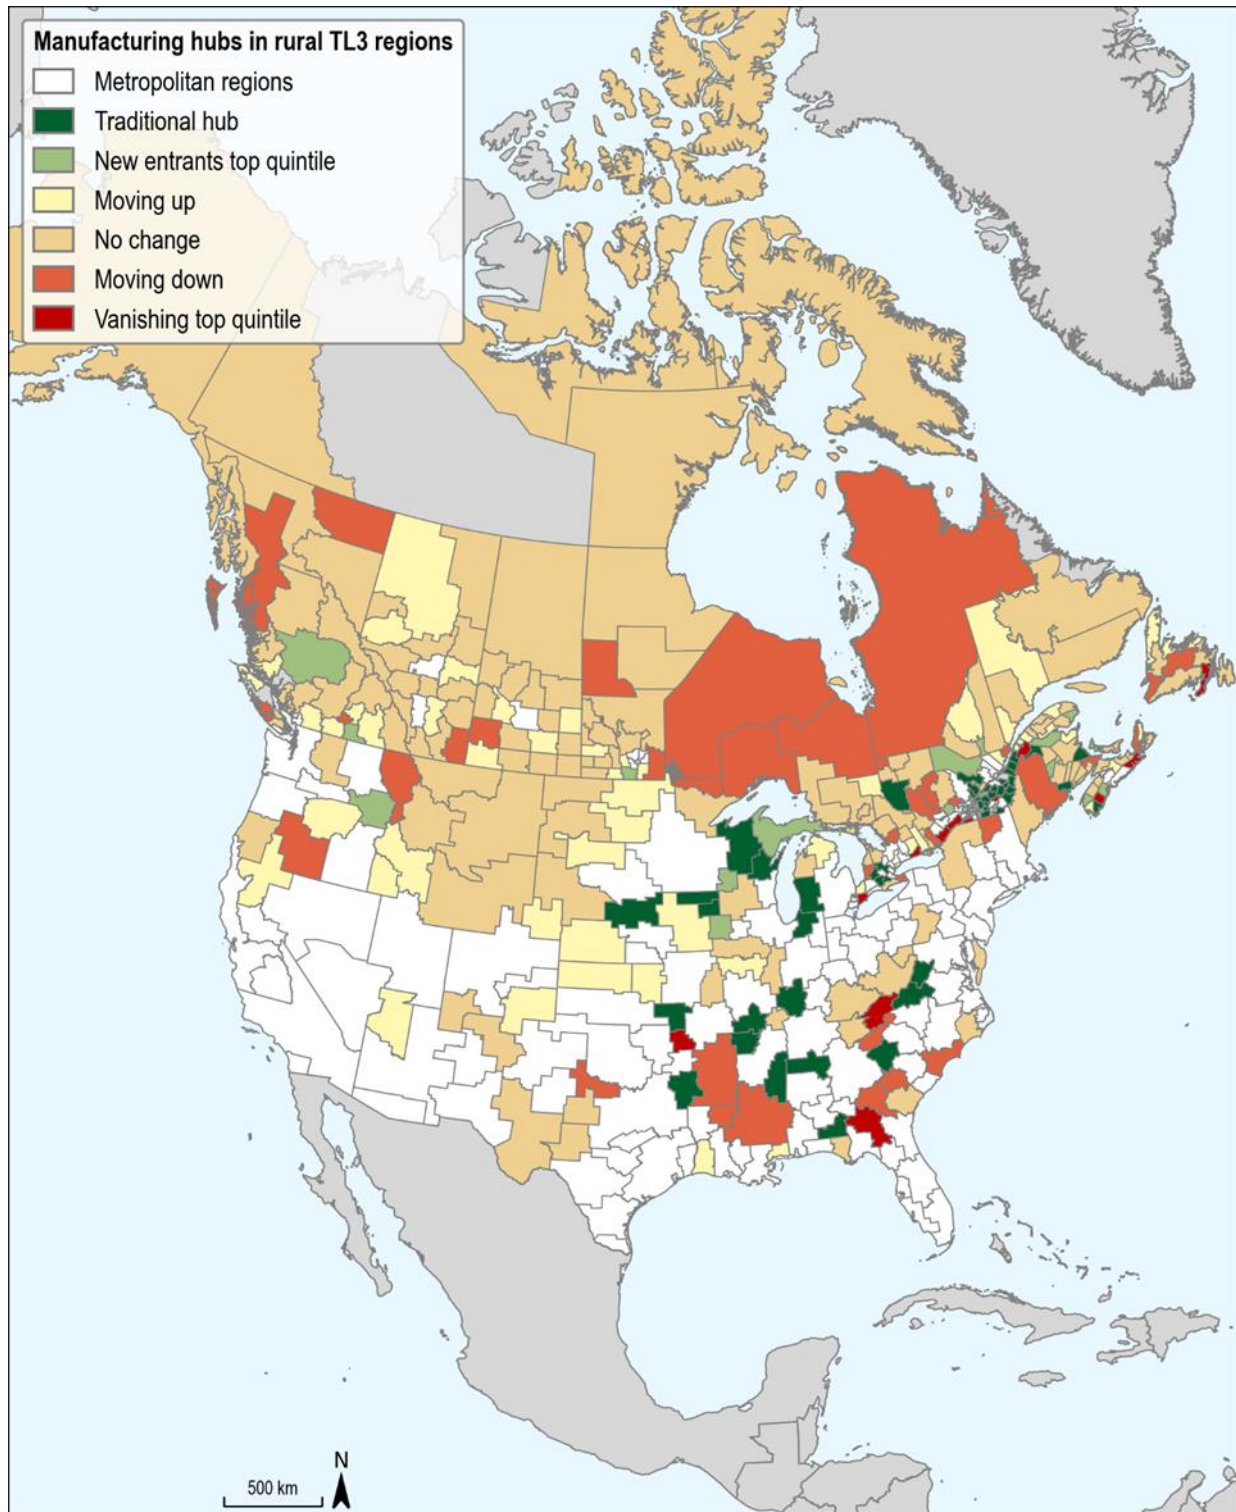 Manufacturing hubs in rural TL3 regions
Metropolitan regions
Traditional hub
New entrants top quintile
Moving up
No change
Moving down
Vanishing top quintile
N
500 km